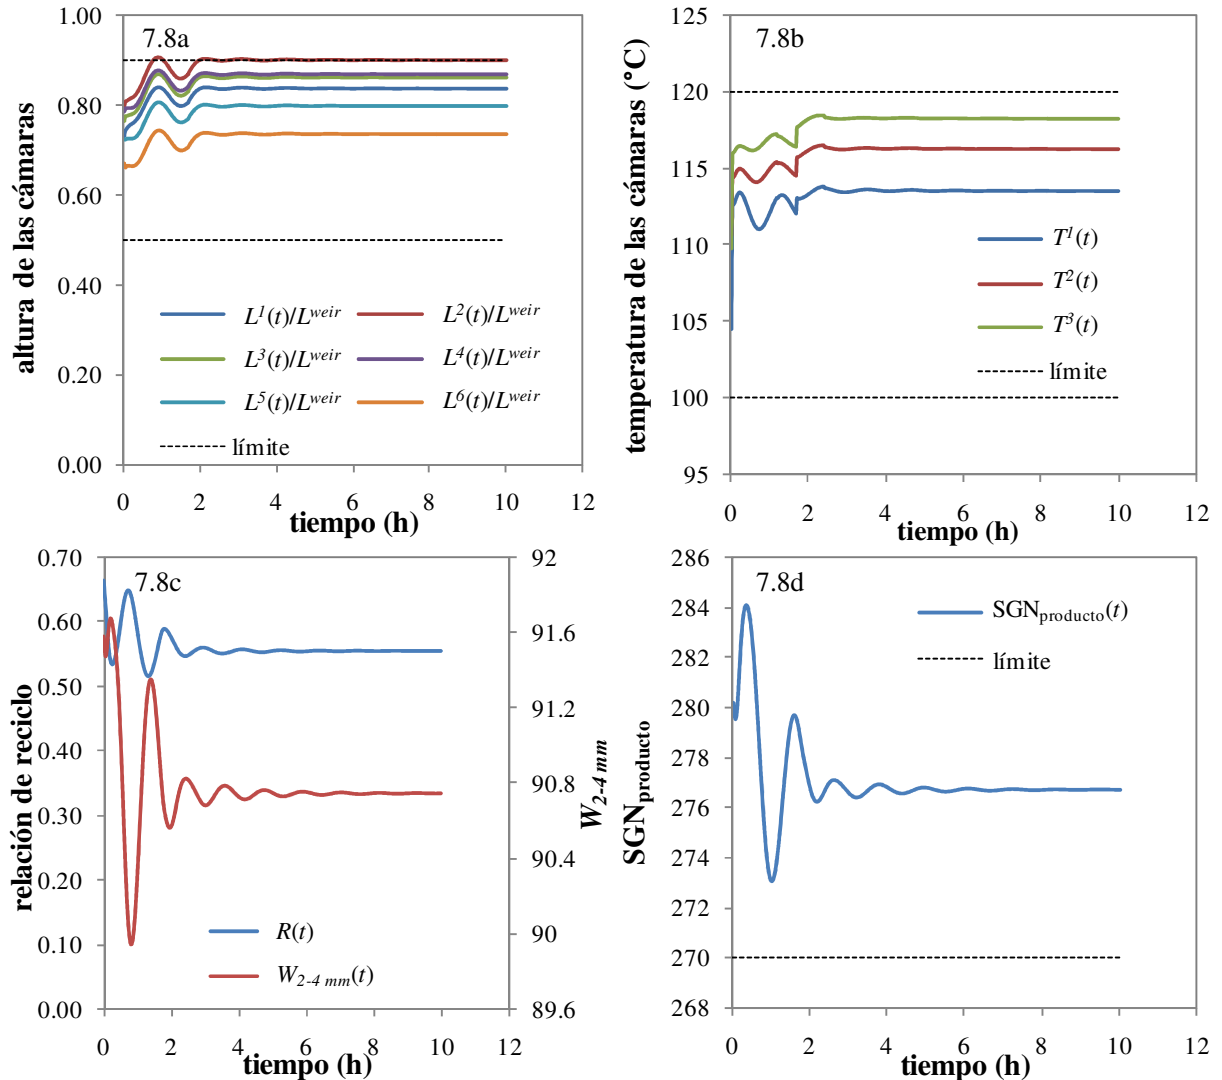 7.8a
altura de las cámaras
1.00
0.80
0.60
0.40
0.20
0.00
L¹(t)/L^weir
L²(t)/L^weir
L³(t)/L^weir
L⁴(t)/L^weir
L⁵(t)/L^weir
L⁶(t)/L^weir
límite
0 2 4 6 8 10 12
tiempo (h)
7.8b
temperatura de las cámaras (°C)
125
120
115
110
105
100
95
T¹(t)
T²(t)
T³(t)
límite
0 2 4 6 8 10 12
tiempo (h)
7.8c
relación de reciclo
0.70
0.60
0.50
0.40
0.30
0.20
0.10
0.00
92
91.6
91.2
90.8
90.4
90
89.6
W₂₋₄ mm
R(t)
W₂₋₄ mm(t)
0 2 4 6 8 10 12
tiempo (h)
7.8d
SGNproducto
286
284
282
280
278
276
274
272
270
268
SGNproducto(t)
límite
0 2 4 6 8 10 12
tiempo (h)